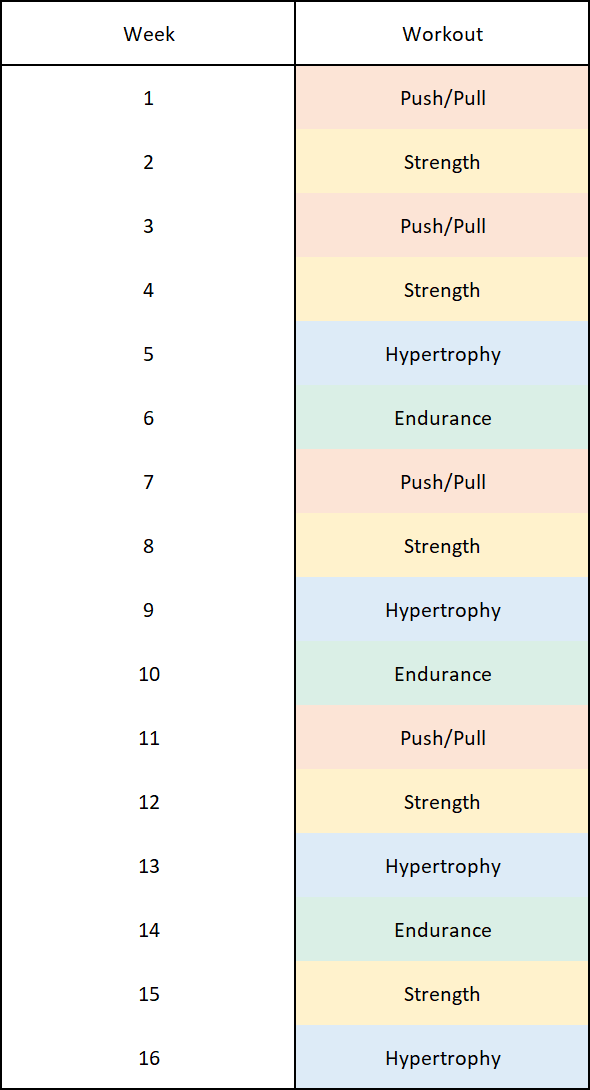 Week Workout
1 Push/Pull
2 Strength
3 Push/Pull
4 Strength
5 Hypertrophy
6 Endurance
7 Push/Pull
8 Strength
9 Hypertrophy
10 Endurance
11 Push/Pull
12 Strength
13 Hypertrophy
14 Endurance
15 Strength
16 Hypertrophy